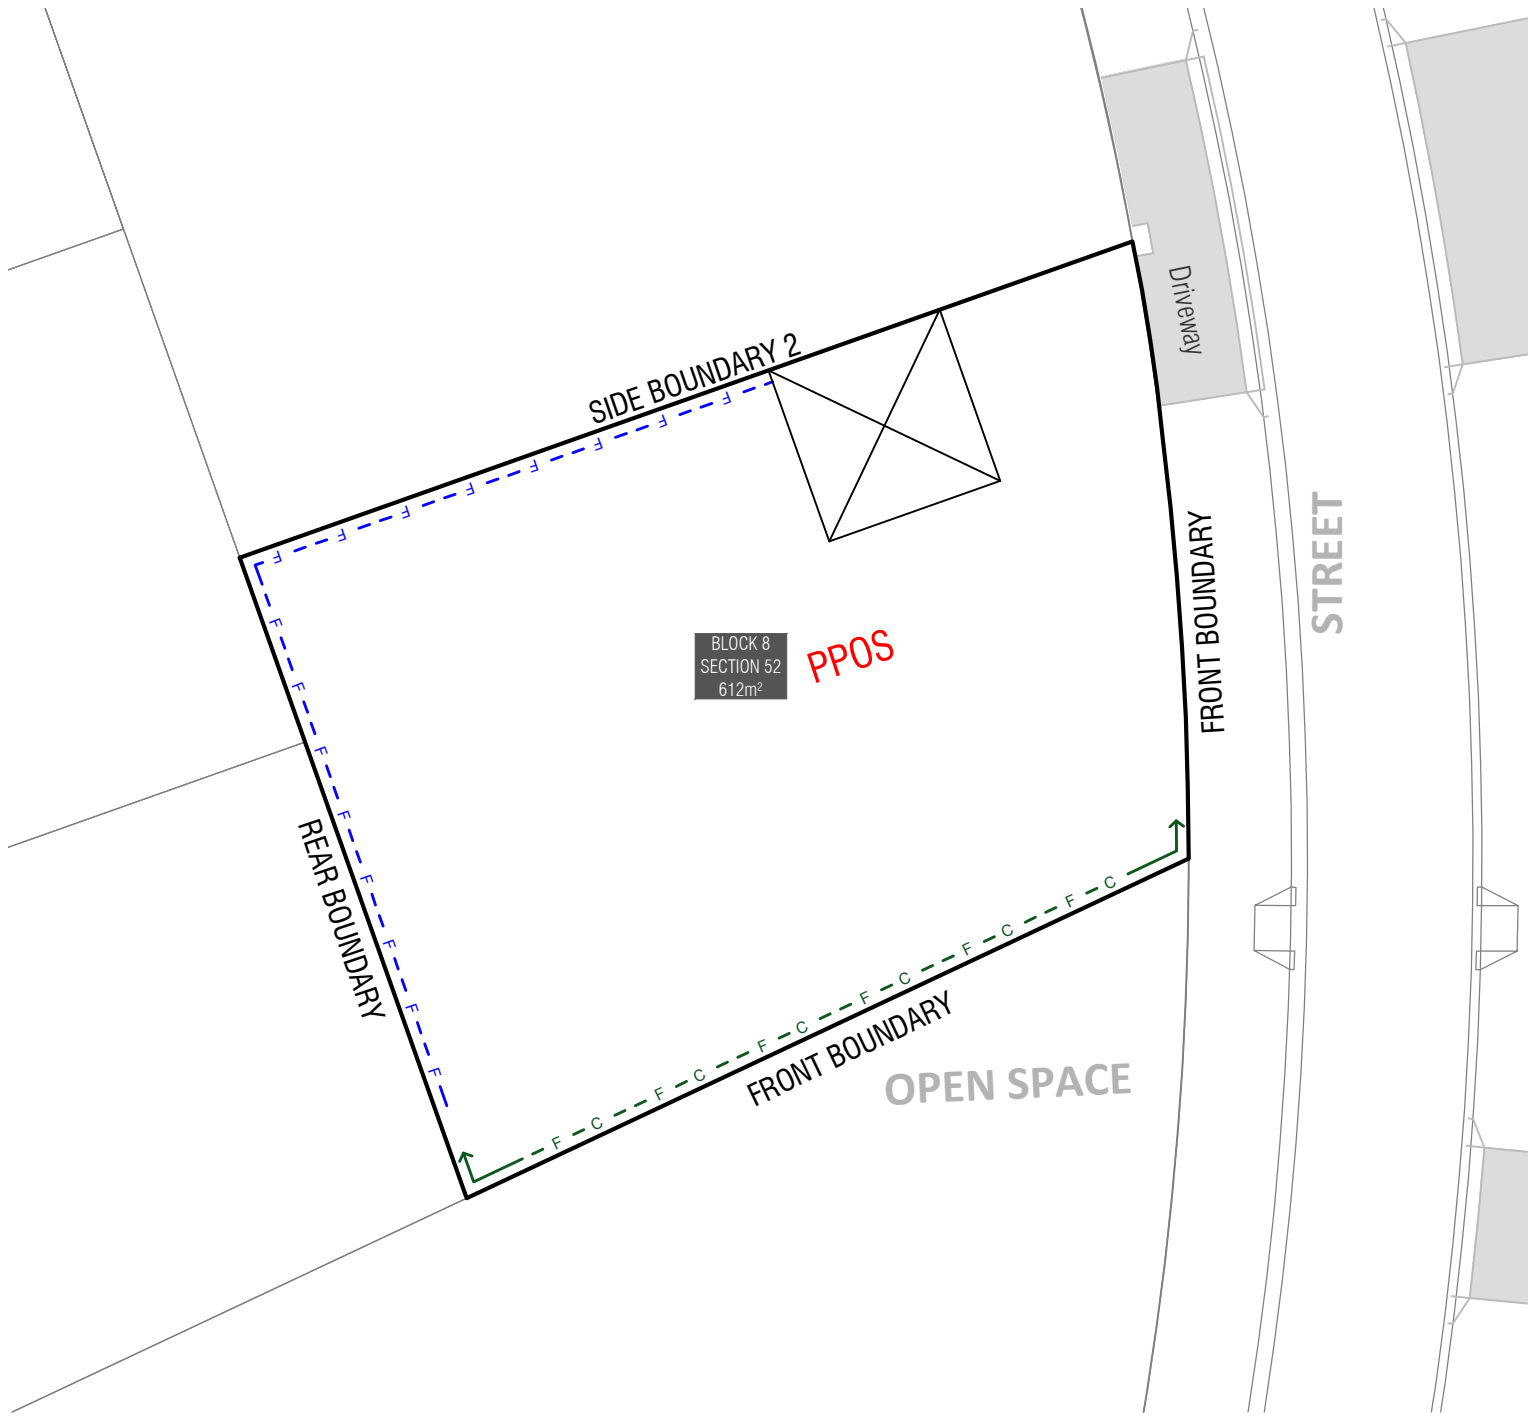 Driveway
SIDE BOUNDARY 2
F F F F F F F F
STREET
FRONT BOUNDARY
BLOCK 8
SECTION 52
612m²
PPOS
F F F F F F F F
REAR BOUNDARY
F C F C F C F C F C F C
FRONT BOUNDARY
OPEN SPACE